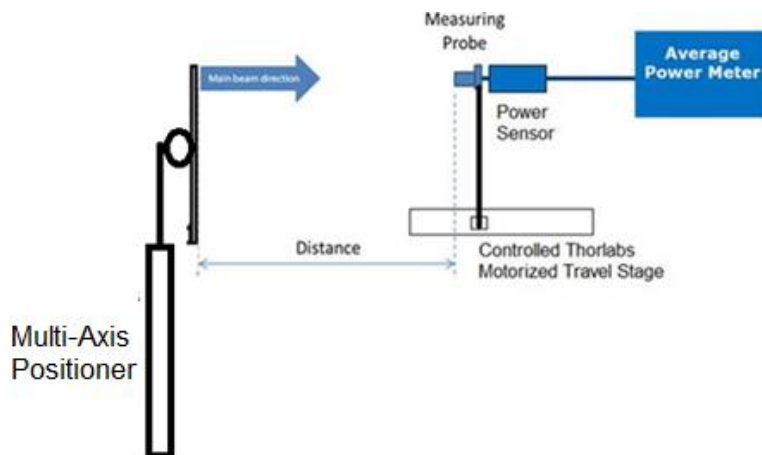 Measuring
Probe
Average
Power Meter
Main beam direction
Power
Sensor
Distance
Controlled Thorlabs
Motorized Travel Stage
Multi-Axis
Positioner